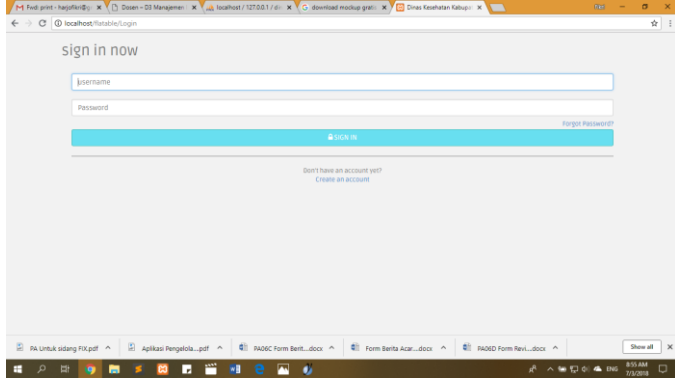 Fwd: print - harjofikri@g
Dosen – D3 Manajemen
localhost / 127.0.0.1 / di
download mockup gratis
Dinas Kesehatan Kabupat
localhost/flatable/Login
sign in now
username
Password
Forgot Password?
SIGN IN
Don't have an account yet?
Create an account
PA Untuk sidang FIX.pdf
Aplikasi Pengelola....pdf
PA06C Form Berit....docx
Form Berita Acar....docx
PA06D Form Revi....docx
Show all
ENG
8:55 AM
7/3/2018